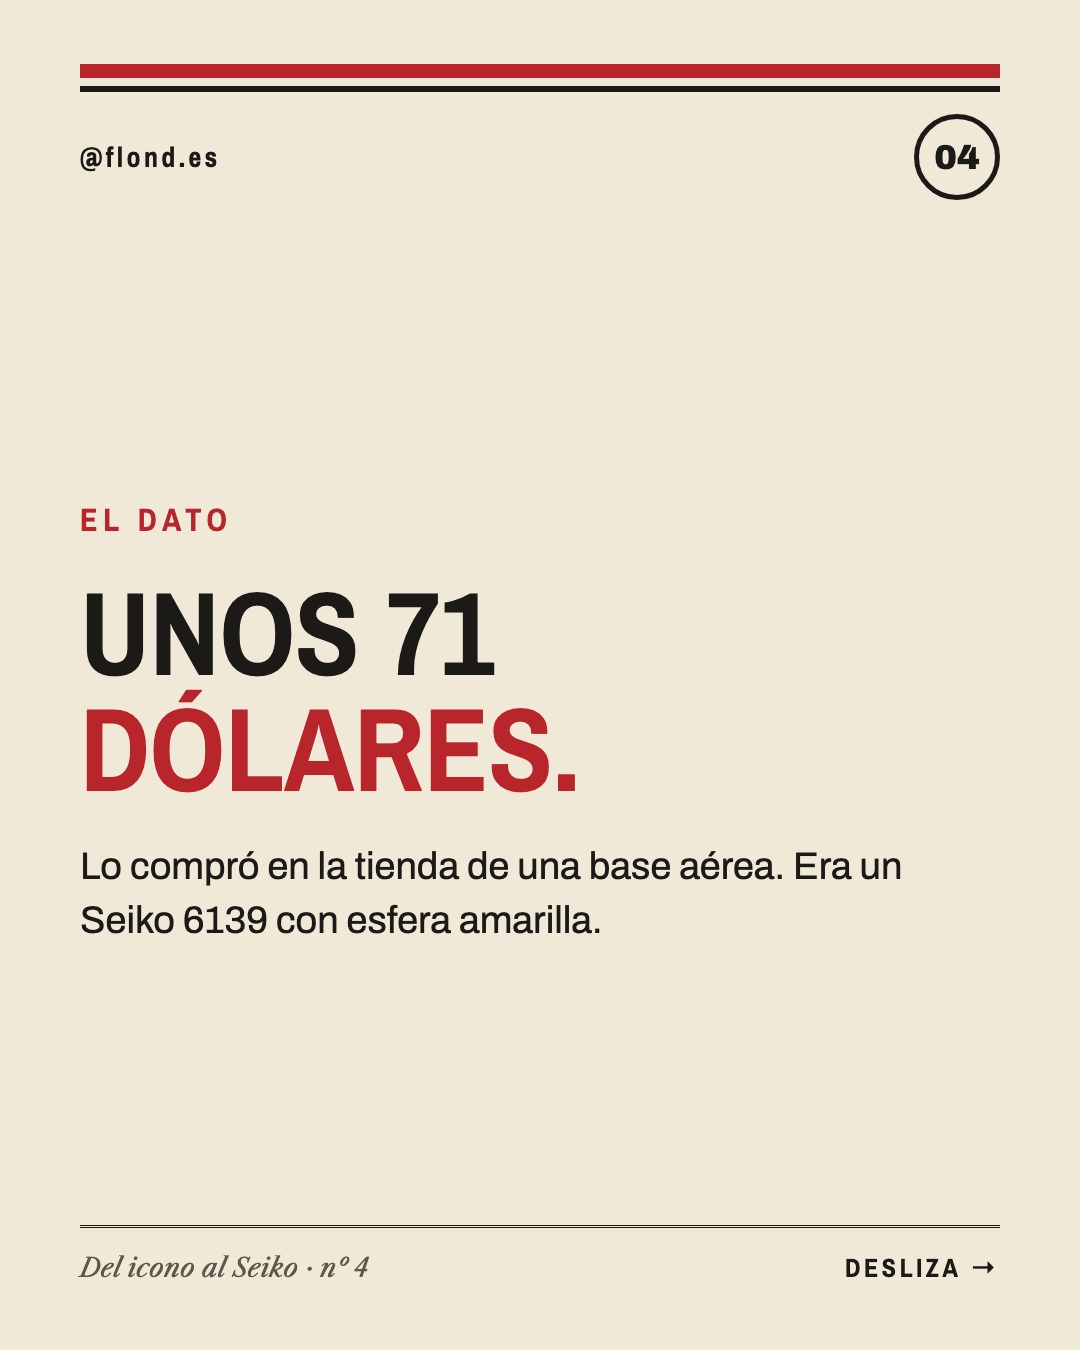 @flond.es
04
EL DATO
UNOS 71
DÓLARES.
Lo compró en la tienda de una base aérea. Era un
Seiko 6139 con esfera amarilla.
Del icono al Seiko · nº 4
DESLIZA →